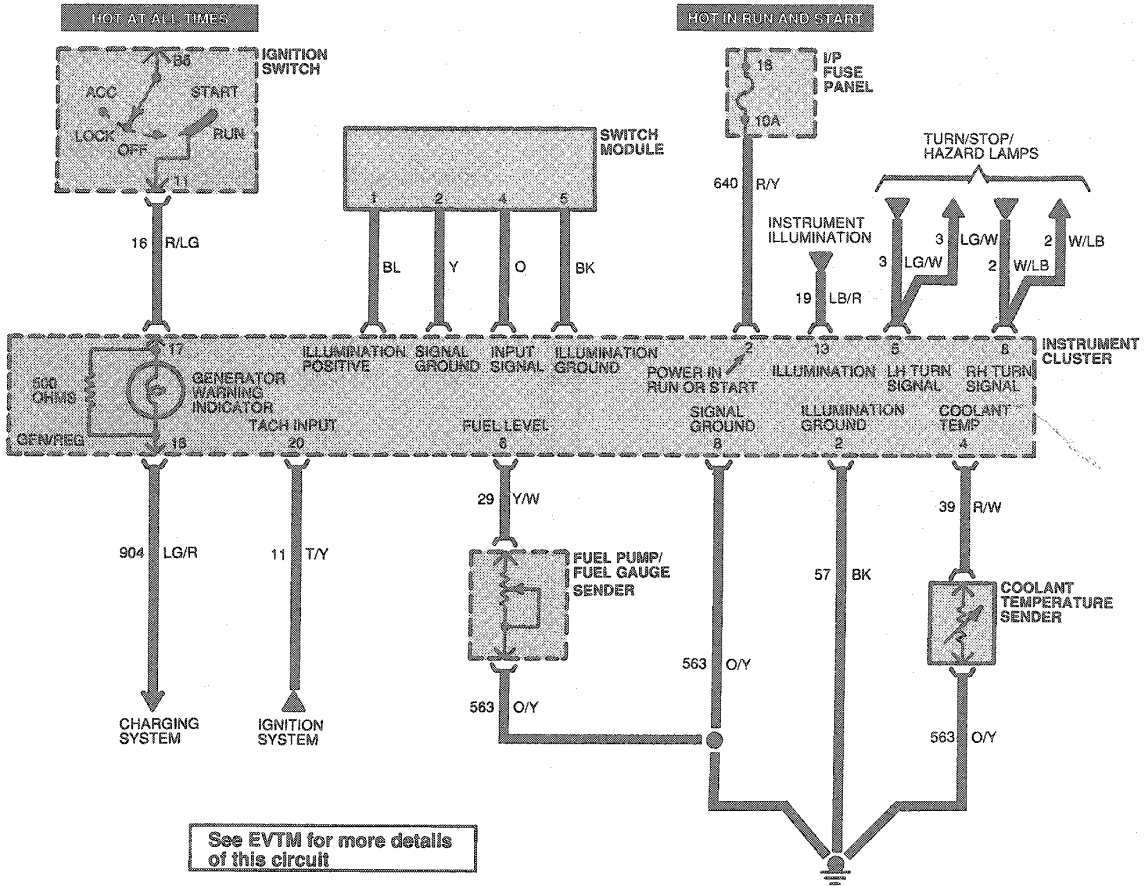 HOT AT ALL TIMES
HOT IN RUN AND START
B5
IGNITION
SWITCH
ACC
START
LOCK
OFF
RUN
11
16
10A
I/P
FUSE
PANEL
SWITCH
MODULE
1
2
4
5
TURN/STOP/
HAZARD LAMPS
640
R/Y
INSTRUMENT
ILLUMINATION
16
R/LG
BL
Y
O
BK
19
LB/R
3
LG/W
3
LG/W
2
W/LB
2
W/LB
17
500
OHMS
GENERATOR
WARNING
INDICATOR
GEN/REG
ILLUMINATION
POSITIVE
SIGNAL
GROUND
INPUT
SIGNAL
ILLUMINATION
GROUND
2
POWER IN
RUN OR START
13
ILLUMINATION
5
LH TURN
SIGNAL
8
RH TURN
SIGNAL
INSTRUMENT
CLUSTER
TACH INPUT
20
FUEL LEVEL
SIGNAL
GROUND
ILLUMINATION
GROUND
2
COOLANT
TEMP
4
904
LG/R
11
T/Y
29
Y/W
39
R/W
FUEL PUMP/
FUEL GAUGE
SENDER
57
BK
COOLANT
TEMPERATURE
SENDER
563
O/Y
563
O/Y
563
O/Y
CHARGING
SYSTEM
IGNITION
SYSTEM
See EVTM for more details
of this circuit